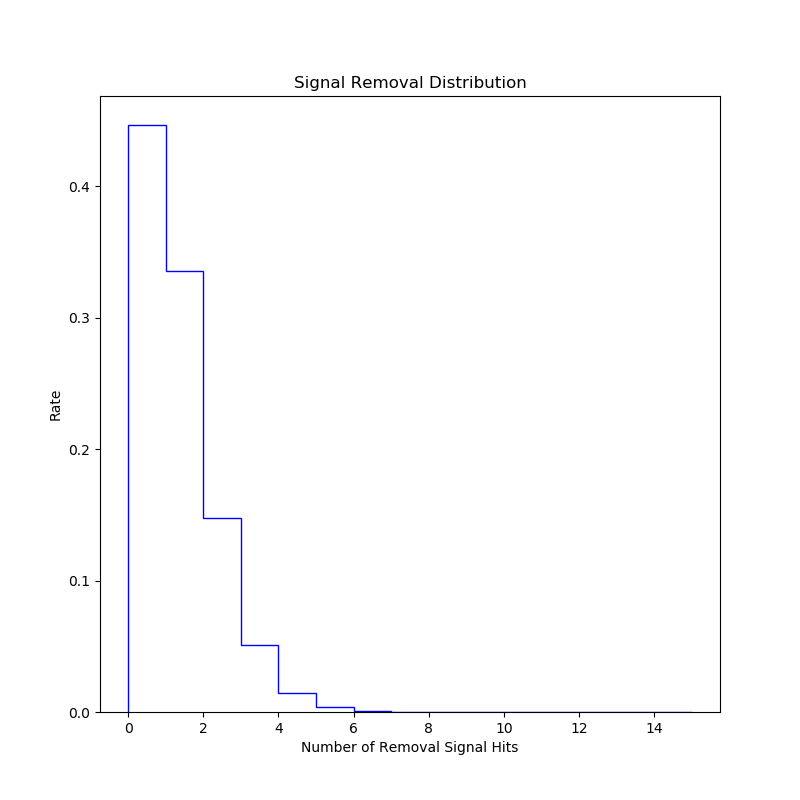 Signal Removal Distribution
Rate
0.4
0.3
0.2
0.1
0.0
0 2 4 6 8 10 12 14
Number of Removal Signal Hits